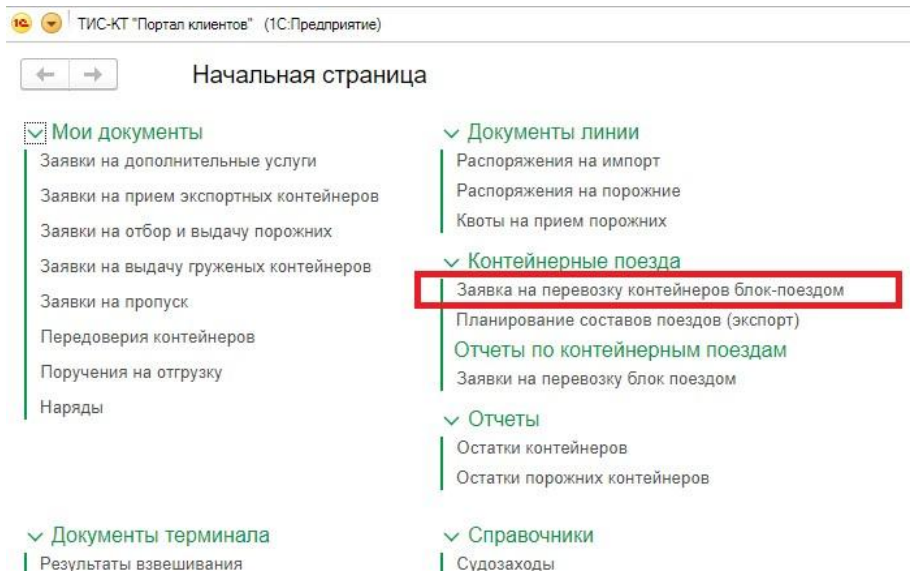 ТИС-КТ "Портал клиентов" (1С:Предприятие)
Начальная страница
Мои документы
Заявки на дополнительные услуги
Заявки на прием экспортных контейнеров
Заявки на отбор и выдачу порожних
Заявки на выдачу груженых контейнеров
Заявки на пропуск
Передоверия контейнеров
Поручения на отгрузку
Наряды
Документы линии
Распоряжения на импорт
Распоряжения на порожние
Квоты на прием порожних
Контейнерные поезда
Заявка на перевозку контейнеров блок-поездом
Планирование составов поездов (экспорт)
Отчеты по контейнерным поездам
Заявки на перевозку блок поездом
Отчеты
Остатки контейнеров
Остатки порожних контейнеров
Документы терминала
Результаты взвешивания
Справочники
Судозаходы